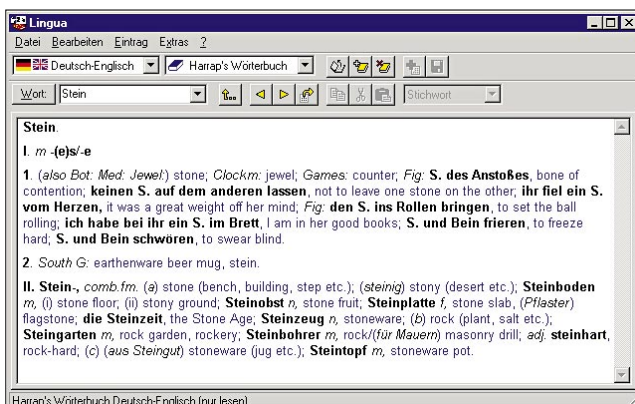 Lingua
Datei Bearbeiten Eintrag Extras ?
Deutsch-Englisch Harrap's Wörterbuch
Wort: Stein Stichwort
Stein.
I. m -(e)s/-e
1. (also Bot: Med: Jewel:) stone; Clockm: jewel; Games: counter; Fig: S. des Anstoßes, bone of
contention; keinen S. auf dem anderen lassen, not to leave one stone on the other; ihr fiel ein S.
vom Herzen, it was a great weight off her mind; Fig: den S. ins Rollen bringen, to set the ball
rolling; ich habe bei ihr ein S. im Brett, I am in her good books; S. und Bein frieren, to freeze
hard; S. und Bein schwören, to swear blind.
2. South G: earthenware beer mug, stein.
II. Stein-, comb.fm. (a) stone (bench, building, step etc.); (steinig) stony (desert etc.); Steinboden
m, (i) stone floor; (ii) stony ground; Steinobst n, stone fruit; Steinplatte f, stone slab, (Pflaster)
flagstone; die Steinzeit, the Stone Age; Steinzeug n, stoneware; (b) rock (plant, salt etc.);
Steingarten m, rock garden, rockery; Steinbohrer m, rock/(für Mauern) masonry drill; adj. steinhart,
rock-hard; (c) (aus Steingut) stoneware (jug etc.); Steintopf m, stoneware pot.
Harrap's Wörterbuch Deutsch-Englisch (nur lesen)